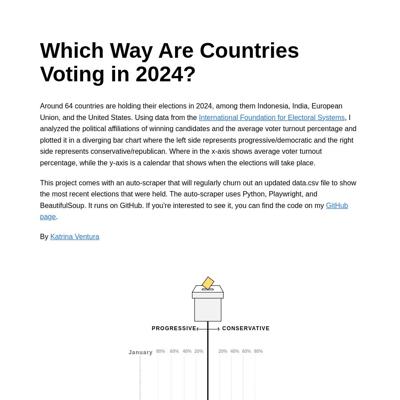 Which Way Are Countries
Voting in 2024?
Around 64 countries are holding their elections in 2024, among them Indonesia, India, European
Union, and the United States. Using data from the International Foundation for Electoral Systems, I
analyzed the political affiliations of winning candidates and the average voter turnout percentage and
plotted it in a diverging bar chart where the left side represents progressive/democratic and the right
side represents conservative/republican. Where in the x-axis shows average voter turnout
percentage, while the y-axis is a calendar that shows when the elections will take place.
This project comes with an auto-scraper that will regularly churn out an updated data.csv file to show
the most recent elections that were held. The auto-scraper uses Python, Playwright, and
BeautifulSoup. It runs on GitHub. If you're interested to see it, you can find the code on my GitHub
page.
By Katrina Ventura
PROGRESSIVE CONSERVATIVE
January 80% 60% 40% 20% 20% 40% 60% 80%